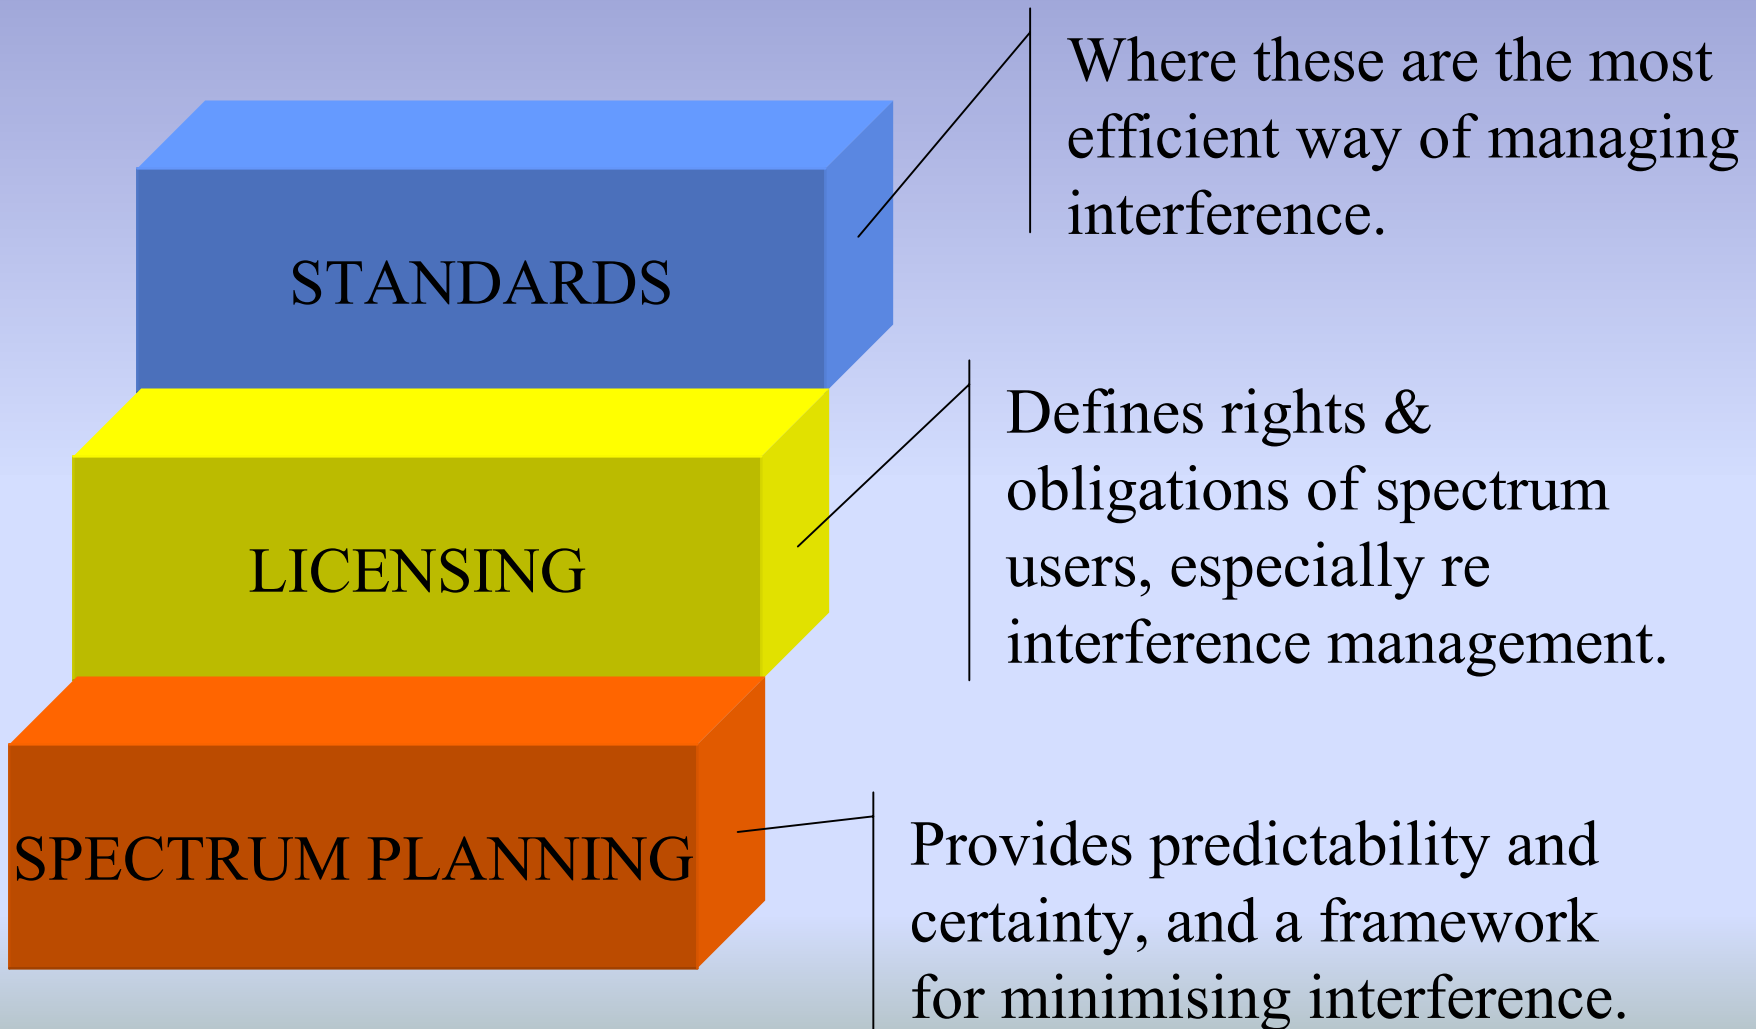 STANDARDS
Where these are the most
efficient way of managing
interference.
LICENSING
Defines rights &
obligations of spectrum
users, especially re
interference management.
SPECTRUM PLANNING
Provides predictability and
certainty, and a framework
for minimising interference.